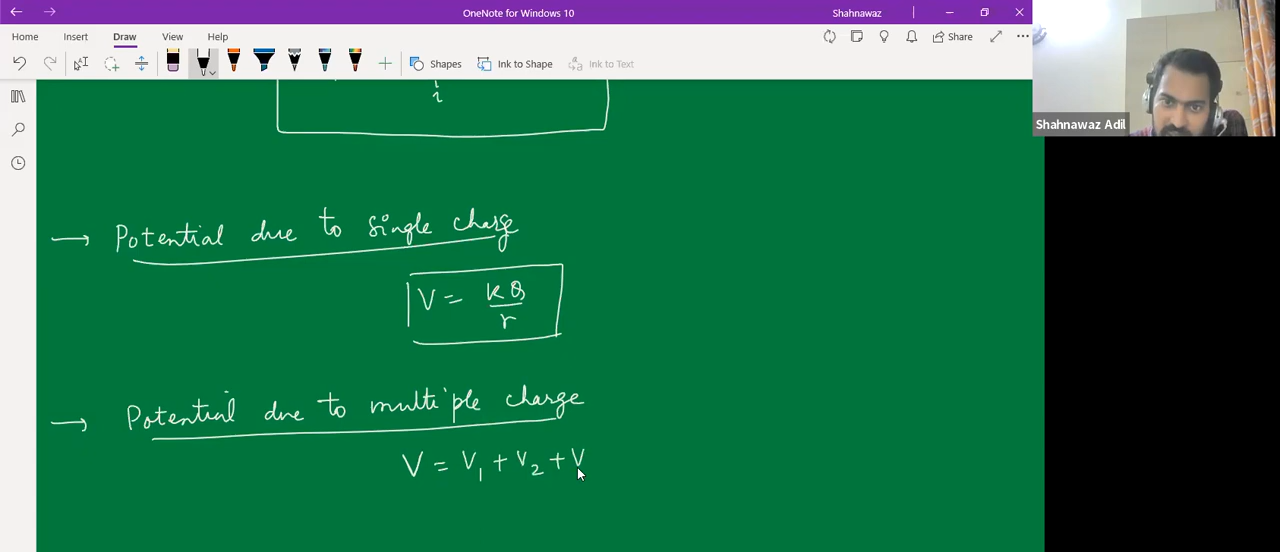 OneNote for Windows 10
Shahnawaz
Home Insert Draw View Help
Share
Shapes Ink to Shape Ink to Text
Shahnawaz Adil
i
→ Potential due to single charge
V = kQ/r
→ Potential due to multiple charge
V = V₁ + V₂ + V